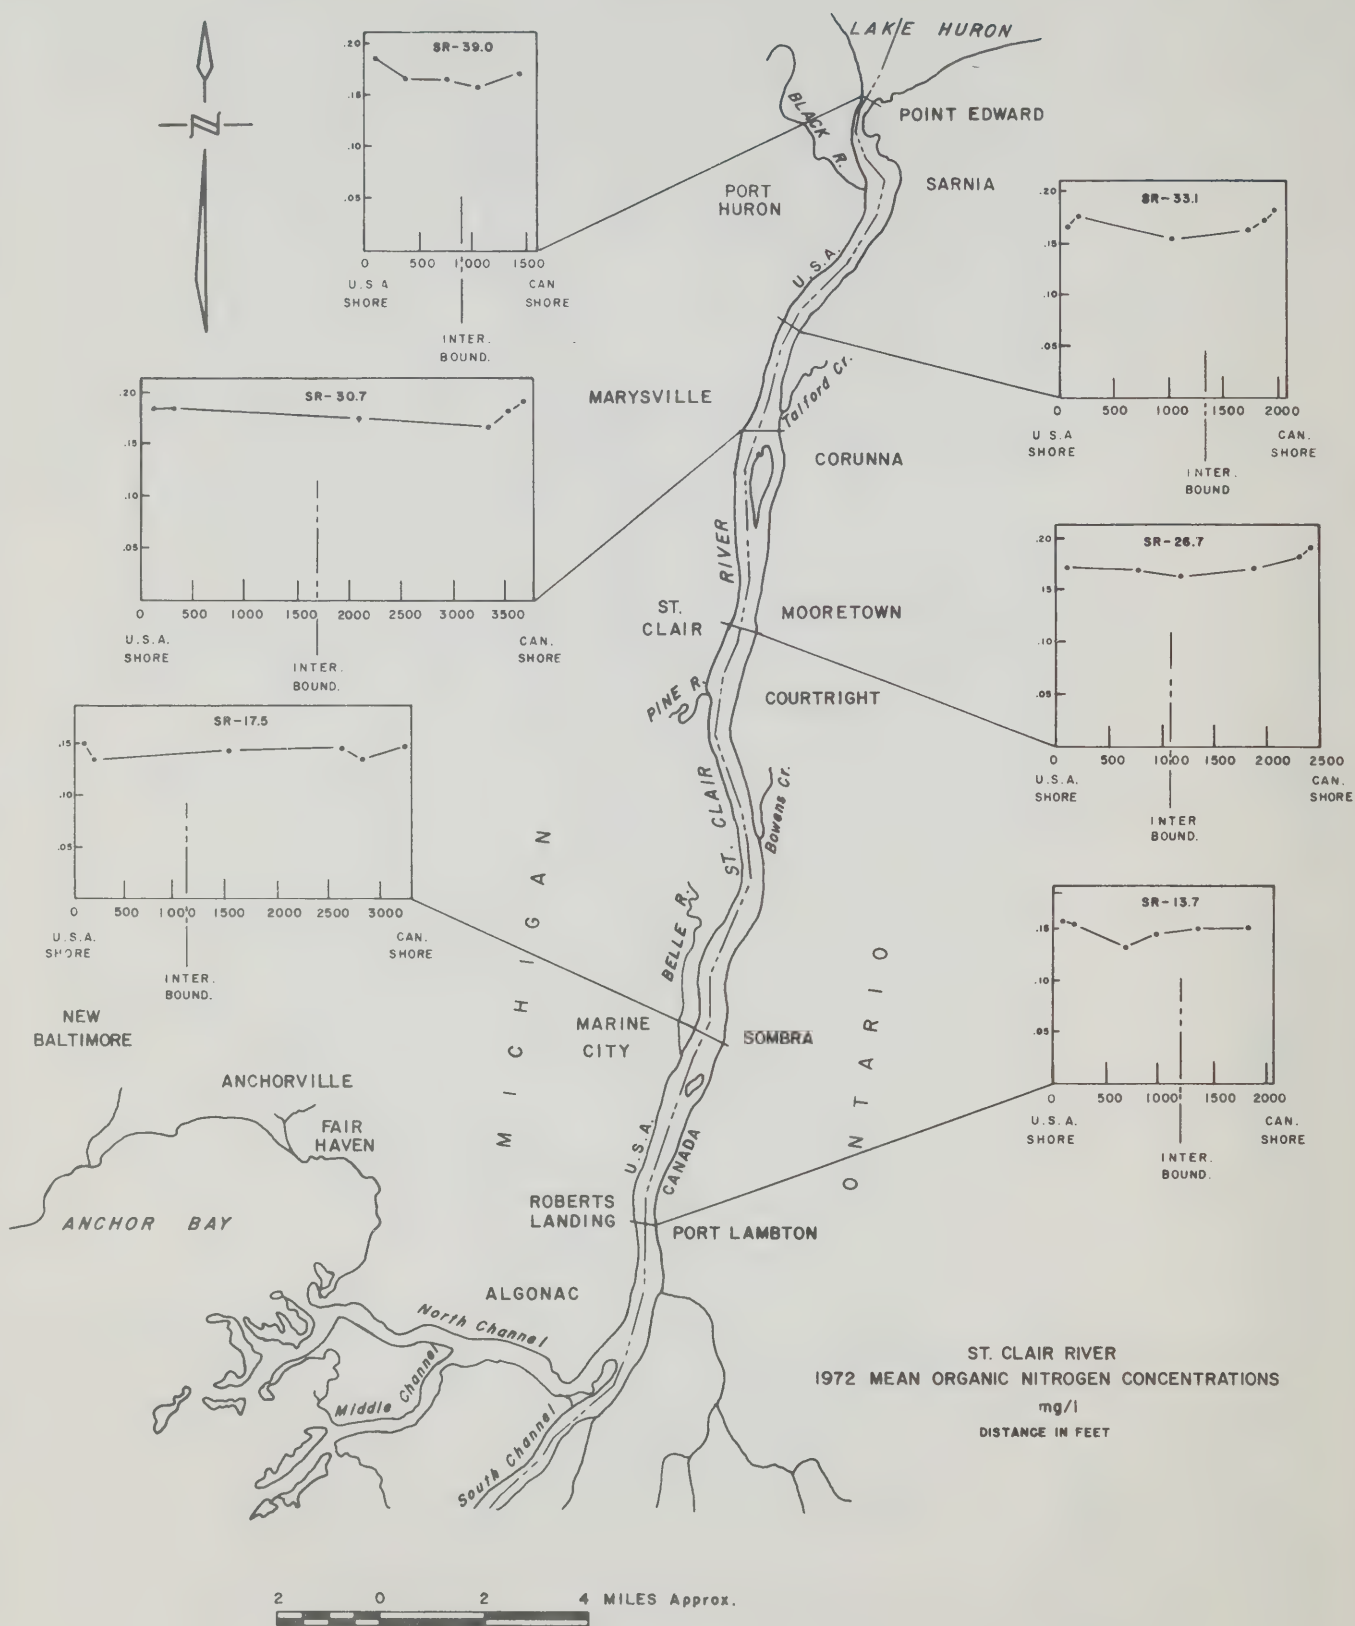 LAKE HURON
BLACK R.
POINT EDWARD
PORT
HURON
SARNIA
N
SR-39.0
.20
.15
.10
.05
500 1000 1500
U.S.A
SHORE
CAN
SHORE
INTER.
BOUND.
SR-33.1
.20
.15
.10
.05
0 500 1000 1500 2000
U S.A
SHORE
CAN.
SHORE
INTER.
BOUND
U.S.A.
Talford Cr.
MARYSVILLE
CORUNNA
SR-30.7
.20
.15
.10
.05
0 500 1000 1500 2000 2500 3000 3500
U.S.A.
SHORE
CAN.
SHORE
INTER.
BOUND.
SR-26.7
.20
.15
.10
.05
0 500 1000 1500 2000 2500
U.S.A.
SHORE
CAN.
SHORE
INTER
BOUND.
RIVER
ST.
CLAIR
MOORETOWN
PINE R.
COURTRIGHT
ST. CLAIR
Bowens Cr.
SR-17.5
.15
.10
.05
0 500 1000 1500 2000 2500 3000
U.S.A.
SHORE
CAN.
SHORE
INTER.
BOUND.
SR-13.7
.15
.10
.05
0 500 1000 1500 2000
U.S.A.
SHORE
CAN.
SHORE
INTER.
BOUND.
MICHIGAN
BELLE R.
ONTARIO
MARINE
CITY
SOMBRA
NEW
BALTIMORE
ANCHORVILLE
FAIR
HAVEN
U.S.A.
CANADA
ANCHOR BAY
ROBERTS
LANDING
PORT LAMBTON
ALGONAC
North Channel
Middle Channel
South Channel
ST. CLAIR RIVER
1972 MEAN ORGANIC NITROGEN CONCENTRATIONS
mg/l
DISTANCE IN FEET
2 0 2 4 MILES Approx.